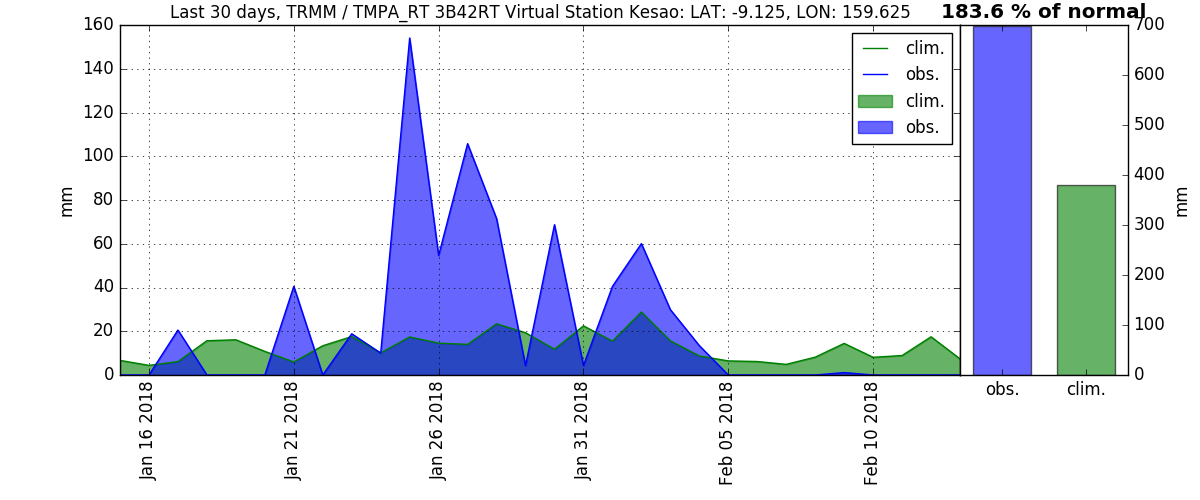 Last 30 days, TRMM / TMPA_RT 3B42RT Virtual Station Kesao: LAT: -9.125, LON: 159.625
183.6 % of normal
160
140
120
100
80
60
40
20
0
mm
clim.
obs.
clim.
obs.
Jan 16 2018
Jan 21 2018
Jan 26 2018
Jan 31 2018
Feb 05 2018
Feb 10 2018
700
600
500
400
300
200
100
0
mm
obs.
clim.